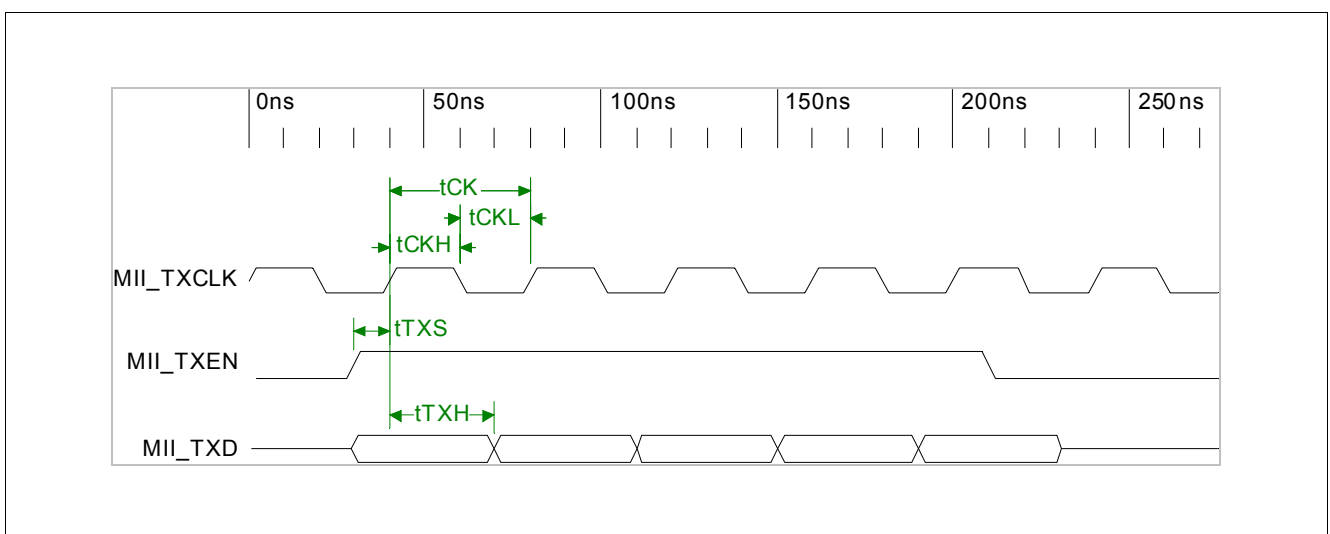 0ns 50ns 100ns 150ns 200ns 250ns
tCK
tCKL
tCKH
MII_TXCLK
tTXS
MII_TXEN
tTXH
MII_TXD